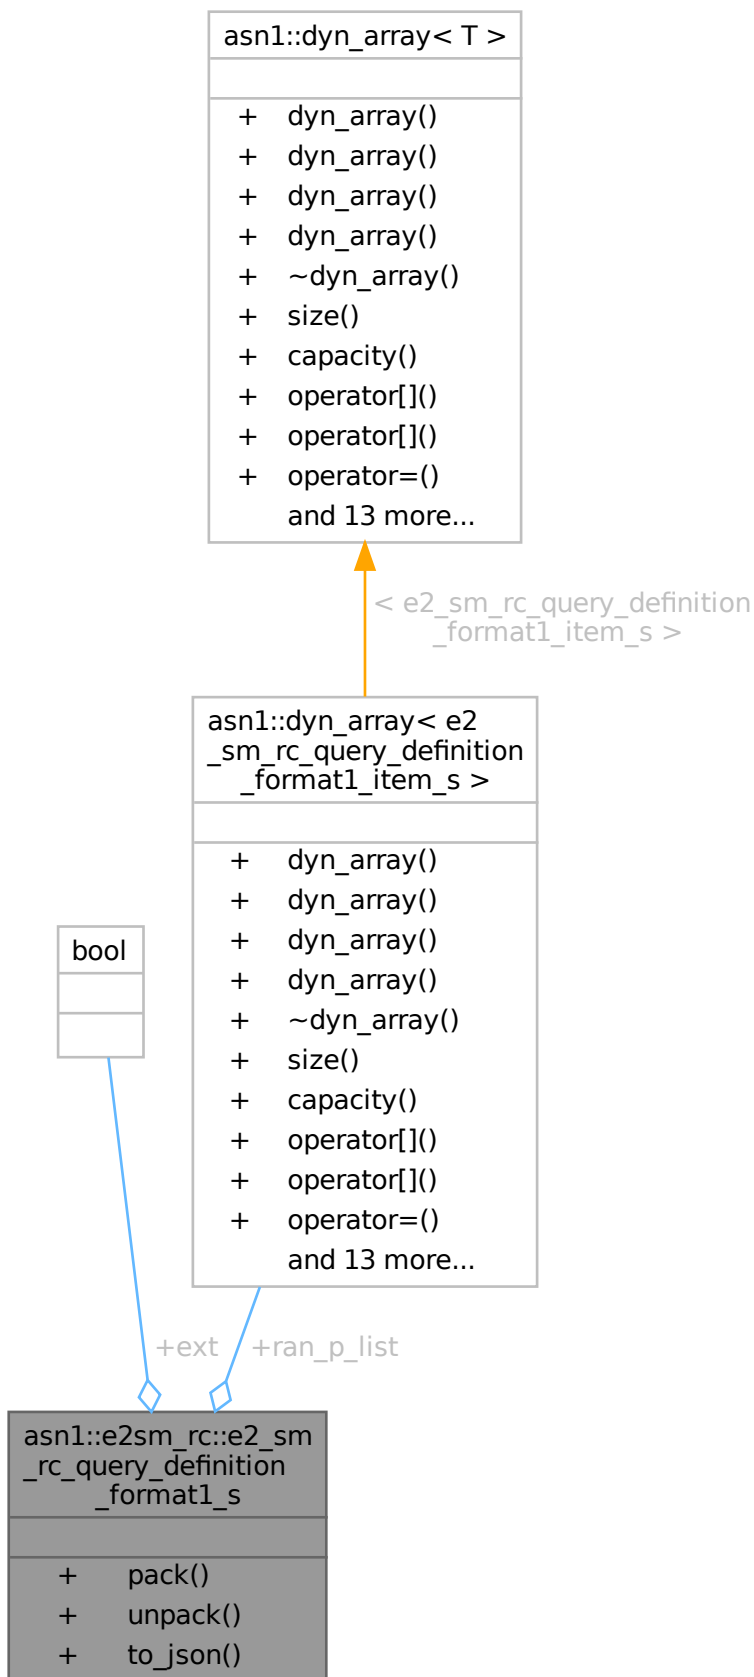 asn1::dyn_array< T >
+ dyn_array()
+ dyn_array()
+ dyn_array()
+ dyn_array()
+ ~dyn_array()
+ size()
+ capacity()
+ operator[]()
+ operator[]()
+ operator=()
and 13 more...
< e2_sm_rc_query_definition
_format1_item_s >
asn1::dyn_array< e2
_sm_rc_query_definition
_format1_item_s >
+ dyn_array()
+ dyn_array()
+ dyn_array()
+ dyn_array()
+ ~dyn_array()
+ size()
+ capacity()
+ operator[]()
+ operator[]()
+ operator=()
and 13 more...
bool
+ext
+ran_p_list
asn1::e2sm_rc::e2_sm
_rc_query_definition
_format1_s
+ pack()
+ unpack()
+ to_json()